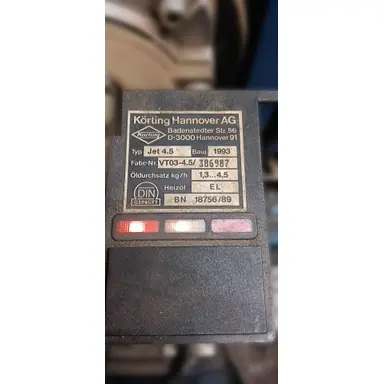 Körting Hannover AG
Körting
Badenstedter Str. 56
D-3000 Hannover 91
Typ Jet 4.5 Bauj. 1993
Fabr.-Nr. VT03-4.5/ 386987
Öldurchsatz kg/h 1,3...4,5
Heizöl EL
DIN
GEPRÜFT
BN 18756/89